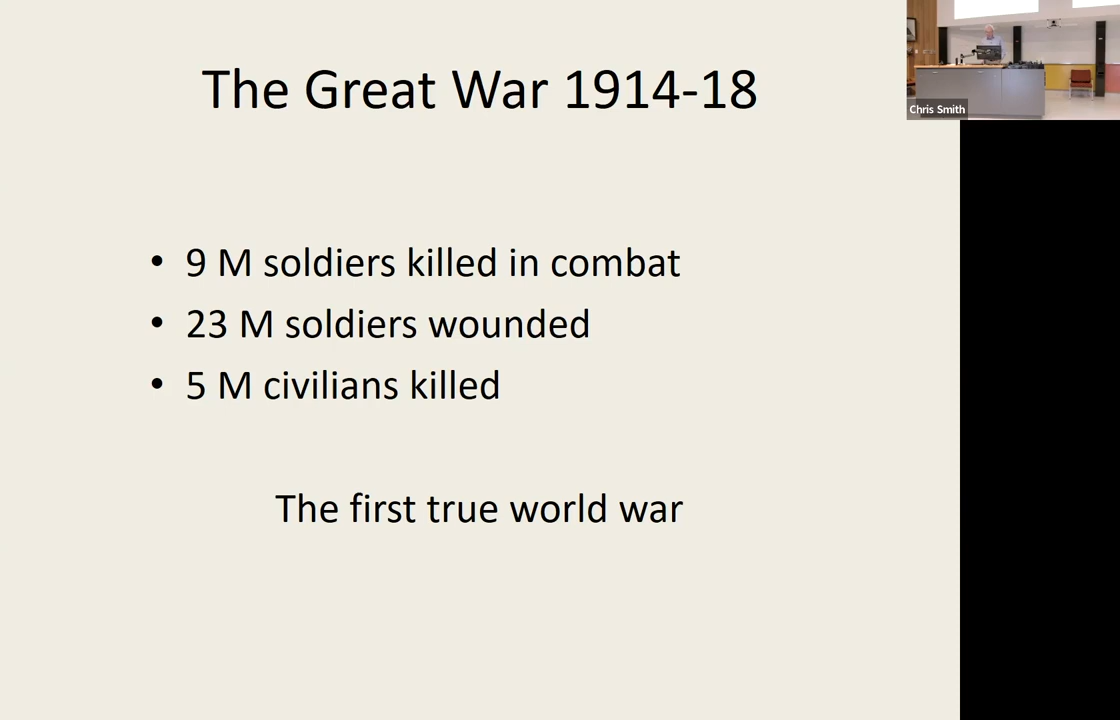 The Great War 1914-18
• 9 M soldiers killed in combat
• 23 M soldiers wounded
• 5 M civilians killed
The first true world war
Chris Smith